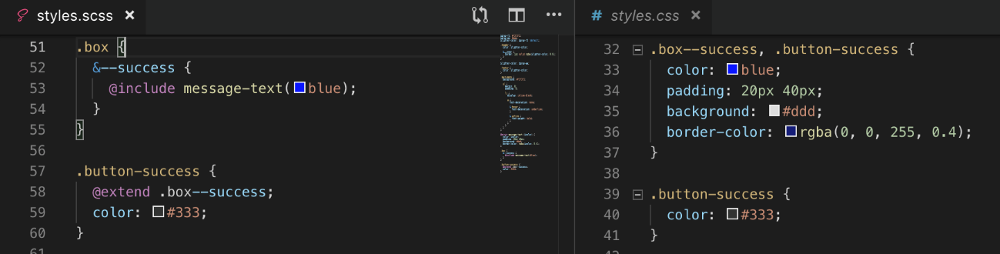 styles.scss ×
51 .box {
52 &--success {
53 @include message-text(blue);
54 }
55 }
56
57 .button-success {
58 @extend .box--success;
59 color: #333;
60 }
61
# styles.css ×
32 .box--success, .button-success {
33 color: blue;
34 padding: 20px 40px;
35 background: #ddd;
36 border-color: rgba(0, 0, 255, 0.4);
37 }
38
39 .button-success {
40 color: #333;
41 }